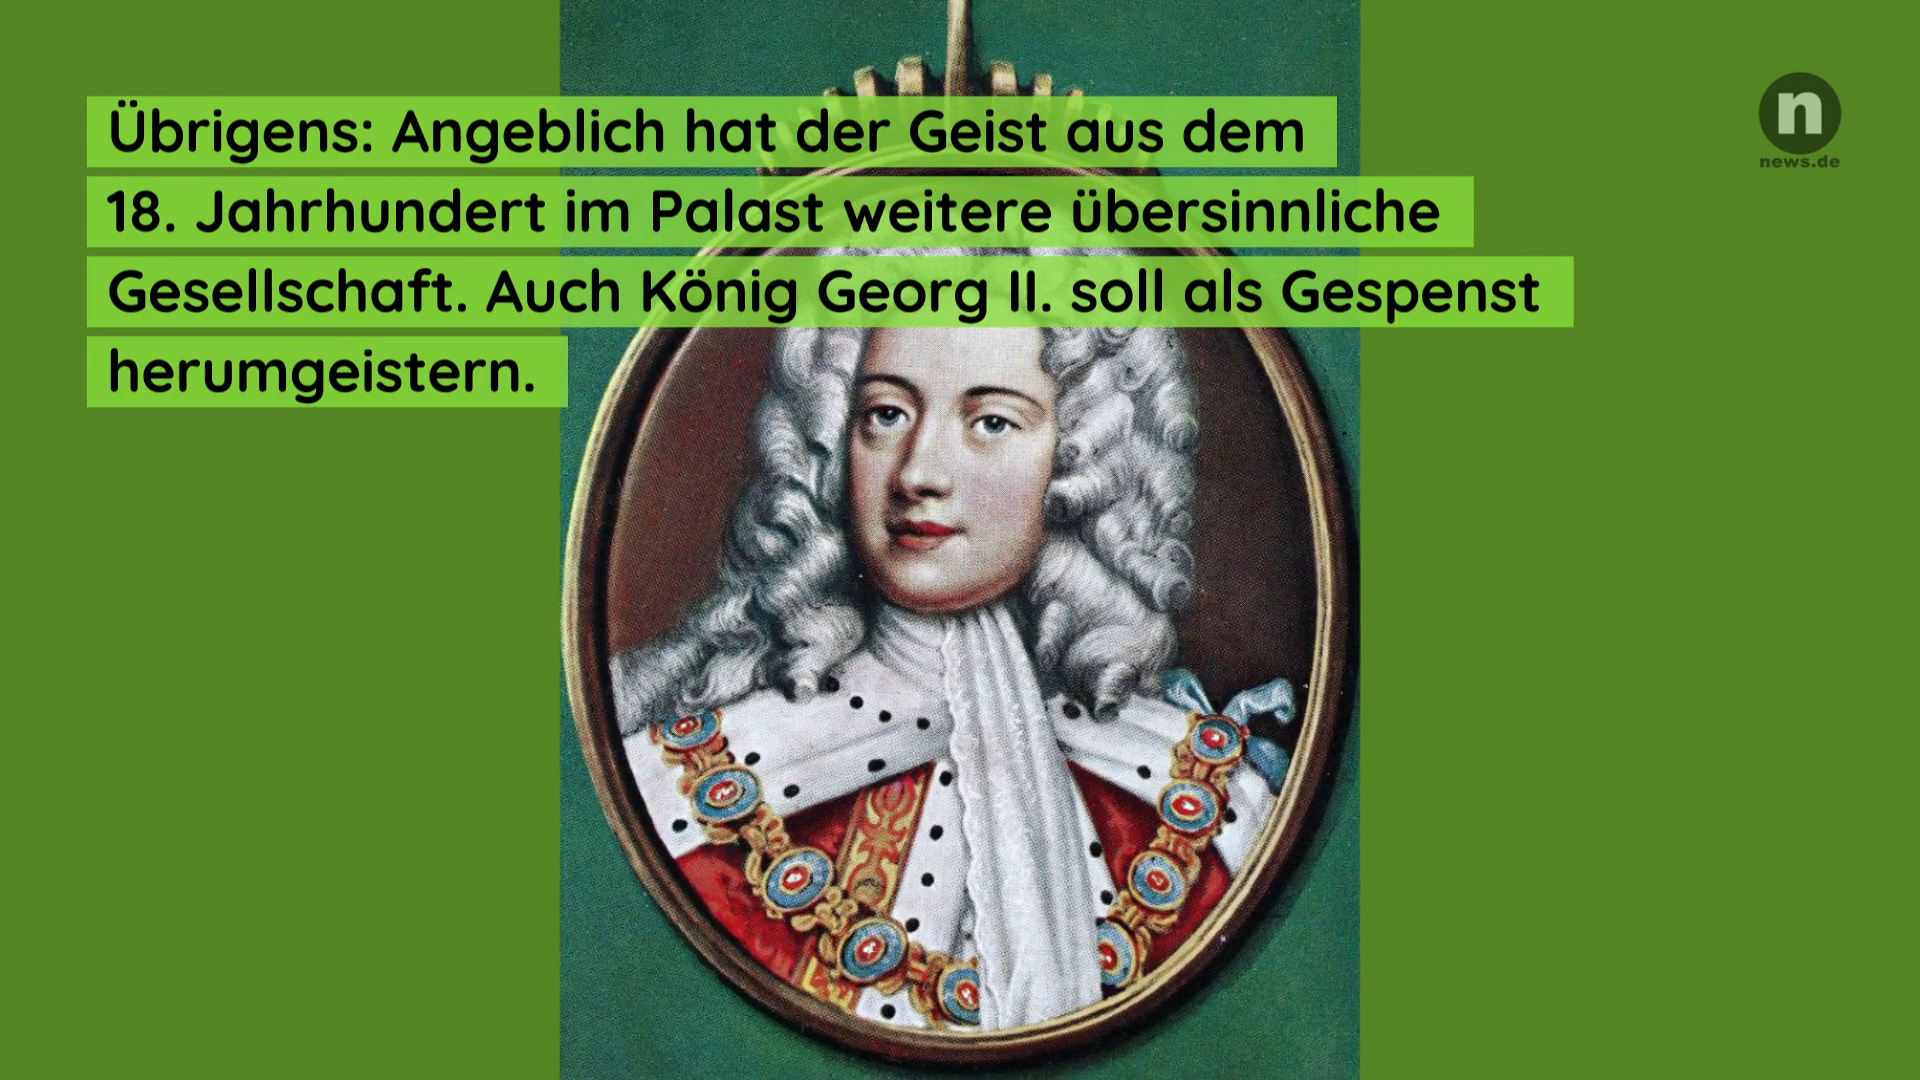 Übrigens: Angeblich hat der Geist aus dem
18. Jahrhundert im Palast weitere übersinnliche
Gesellschaft. Auch König Georg II. soll als Gespenst
herumgeistern.
n
news.de